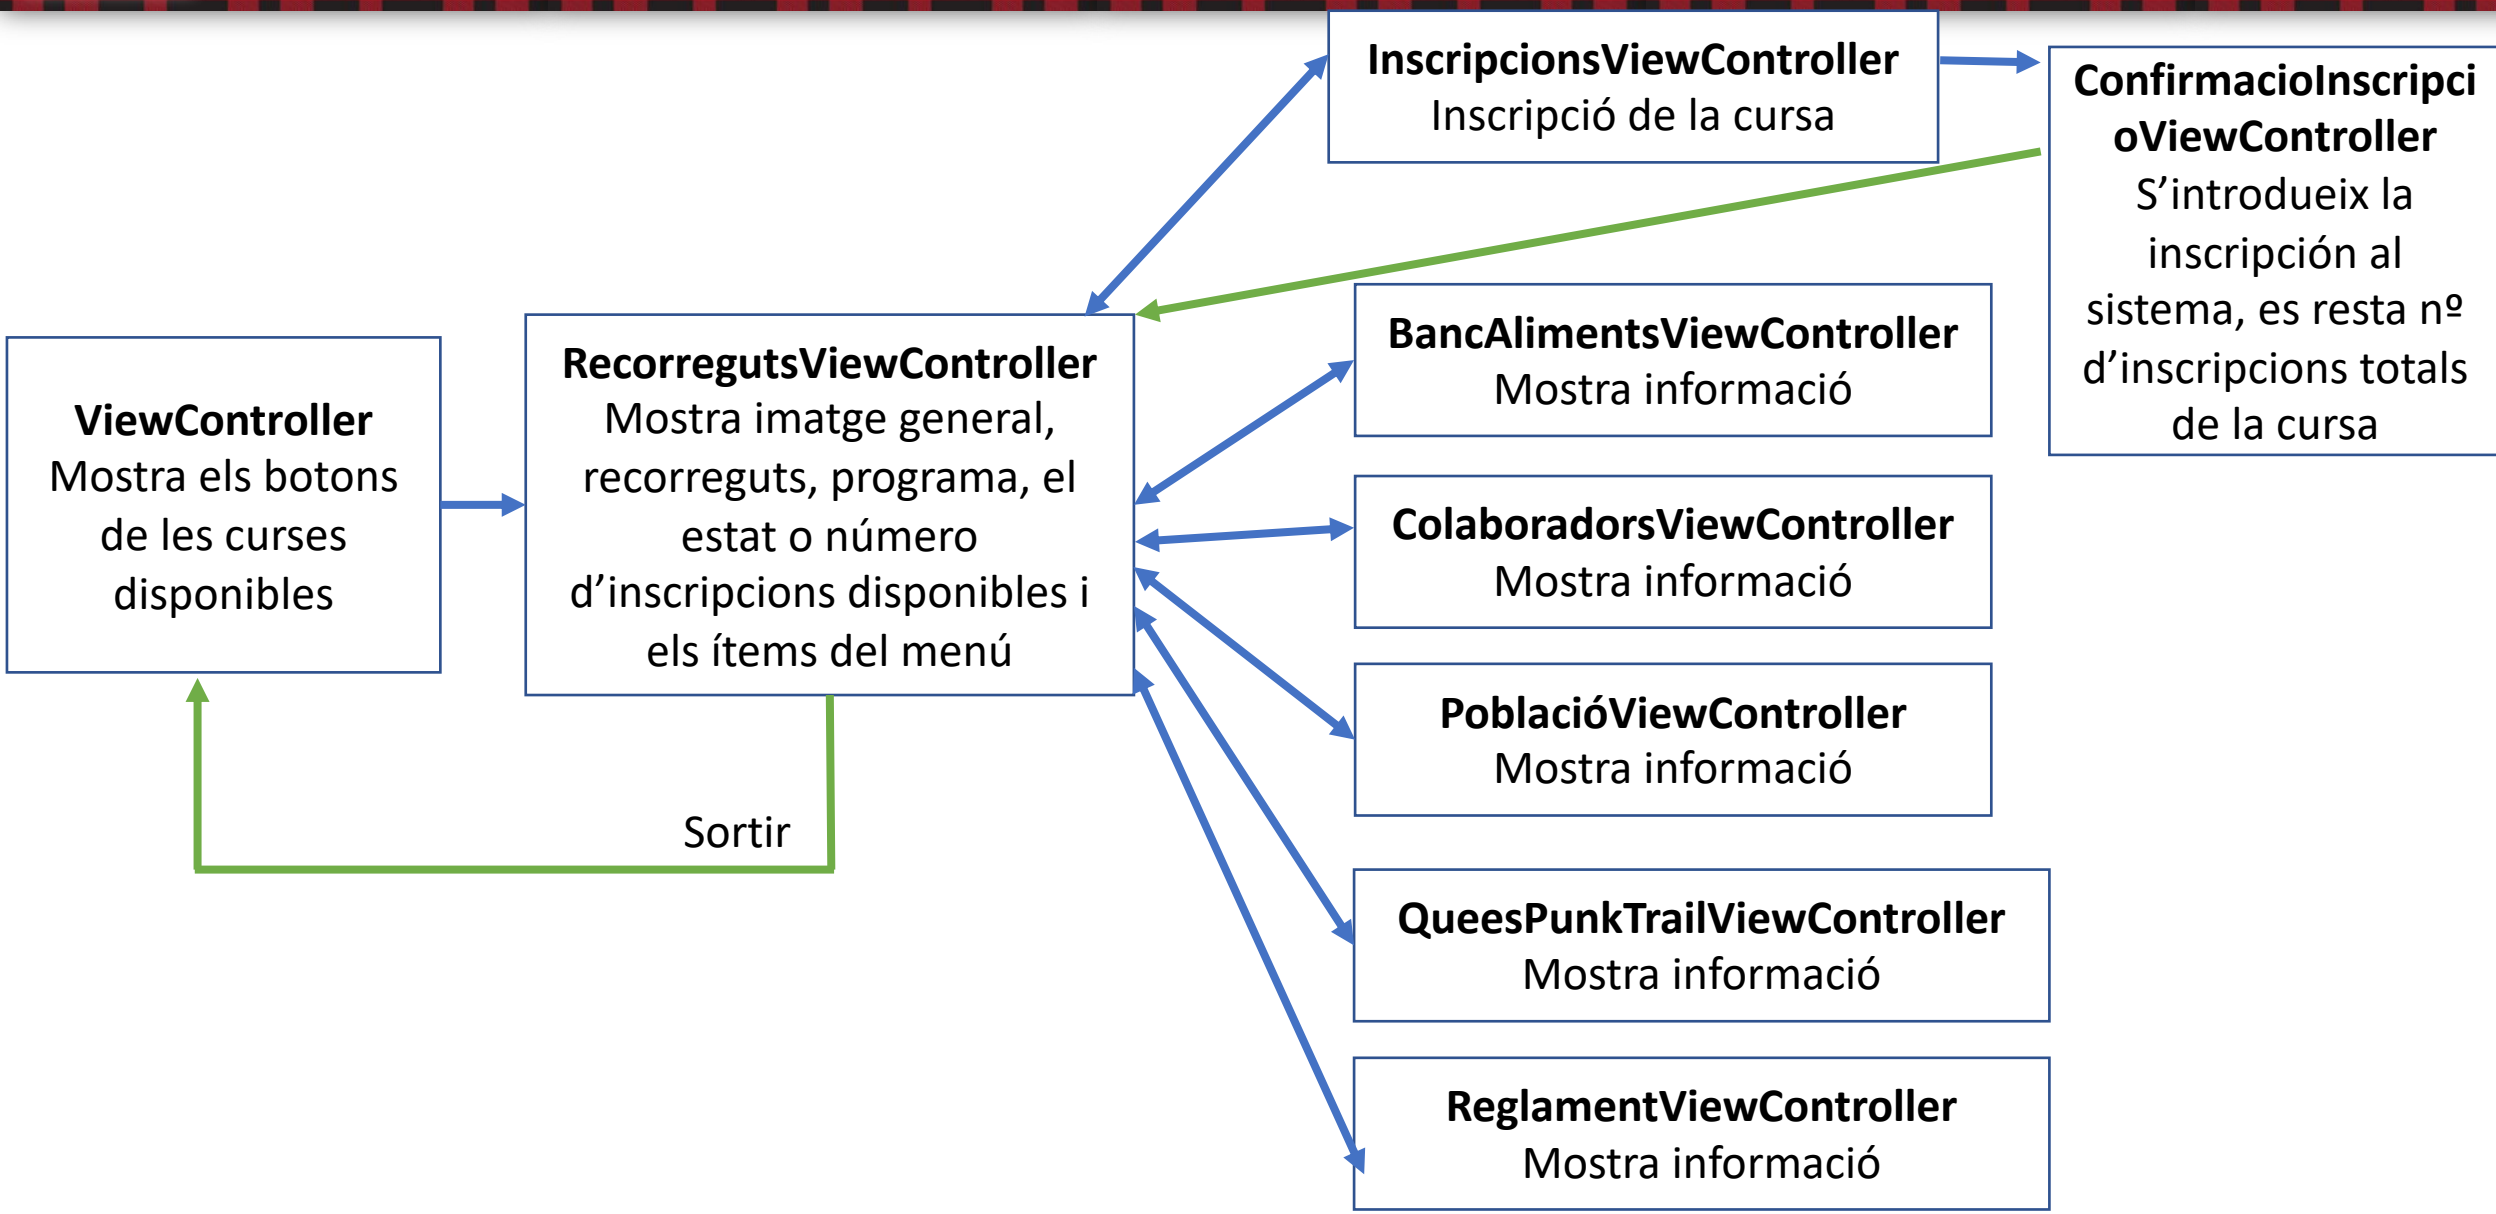 InscripcionsViewController
Inscripció de la cursa
ConfirmacioInscripci
oViewController
S’introdueix la
inscripción al
sistema, es resta nº
d’inscripcions totals
de la cursa
ViewController
Mostra els botons
de les curses
disponibles
RecorregutsViewController
Mostra imatge general,
recorreguts, programa, el
estat o número
d’inscripcions disponibles i
els ítems del menú
BancAlimentsViewController
Mostra informació
ColaboradorsViewController
Mostra informació
PoblacióViewController
Mostra informació
Sortir
QueesPunkTrailViewController
Mostra informació
ReglamentViewController
Mostra informació